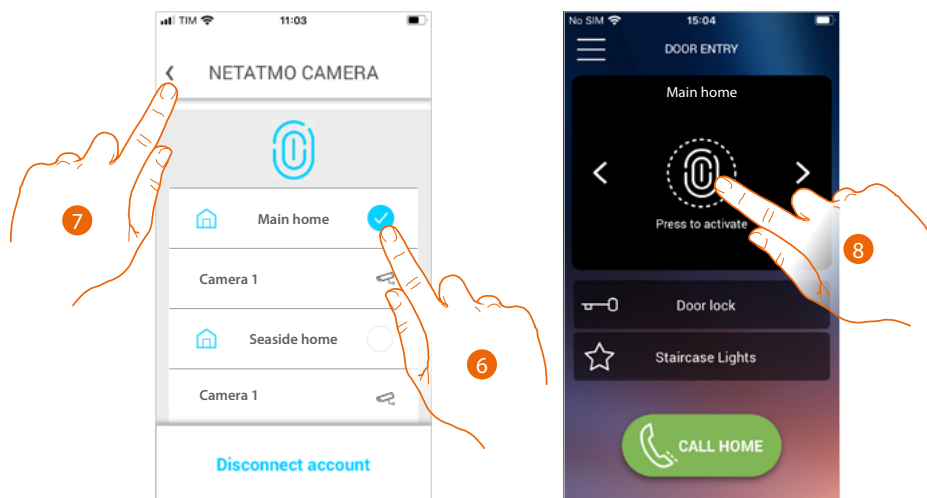 TIM 11:03
NETATMO CAMERA
Main home
Camera 1
Seaside home
Camera 1
Disconnect account
7
6
No SIM 15:04
DOOR ENTRY
Main home
Press to activate
Door lock
Staircase Lights
CALL HOME
8